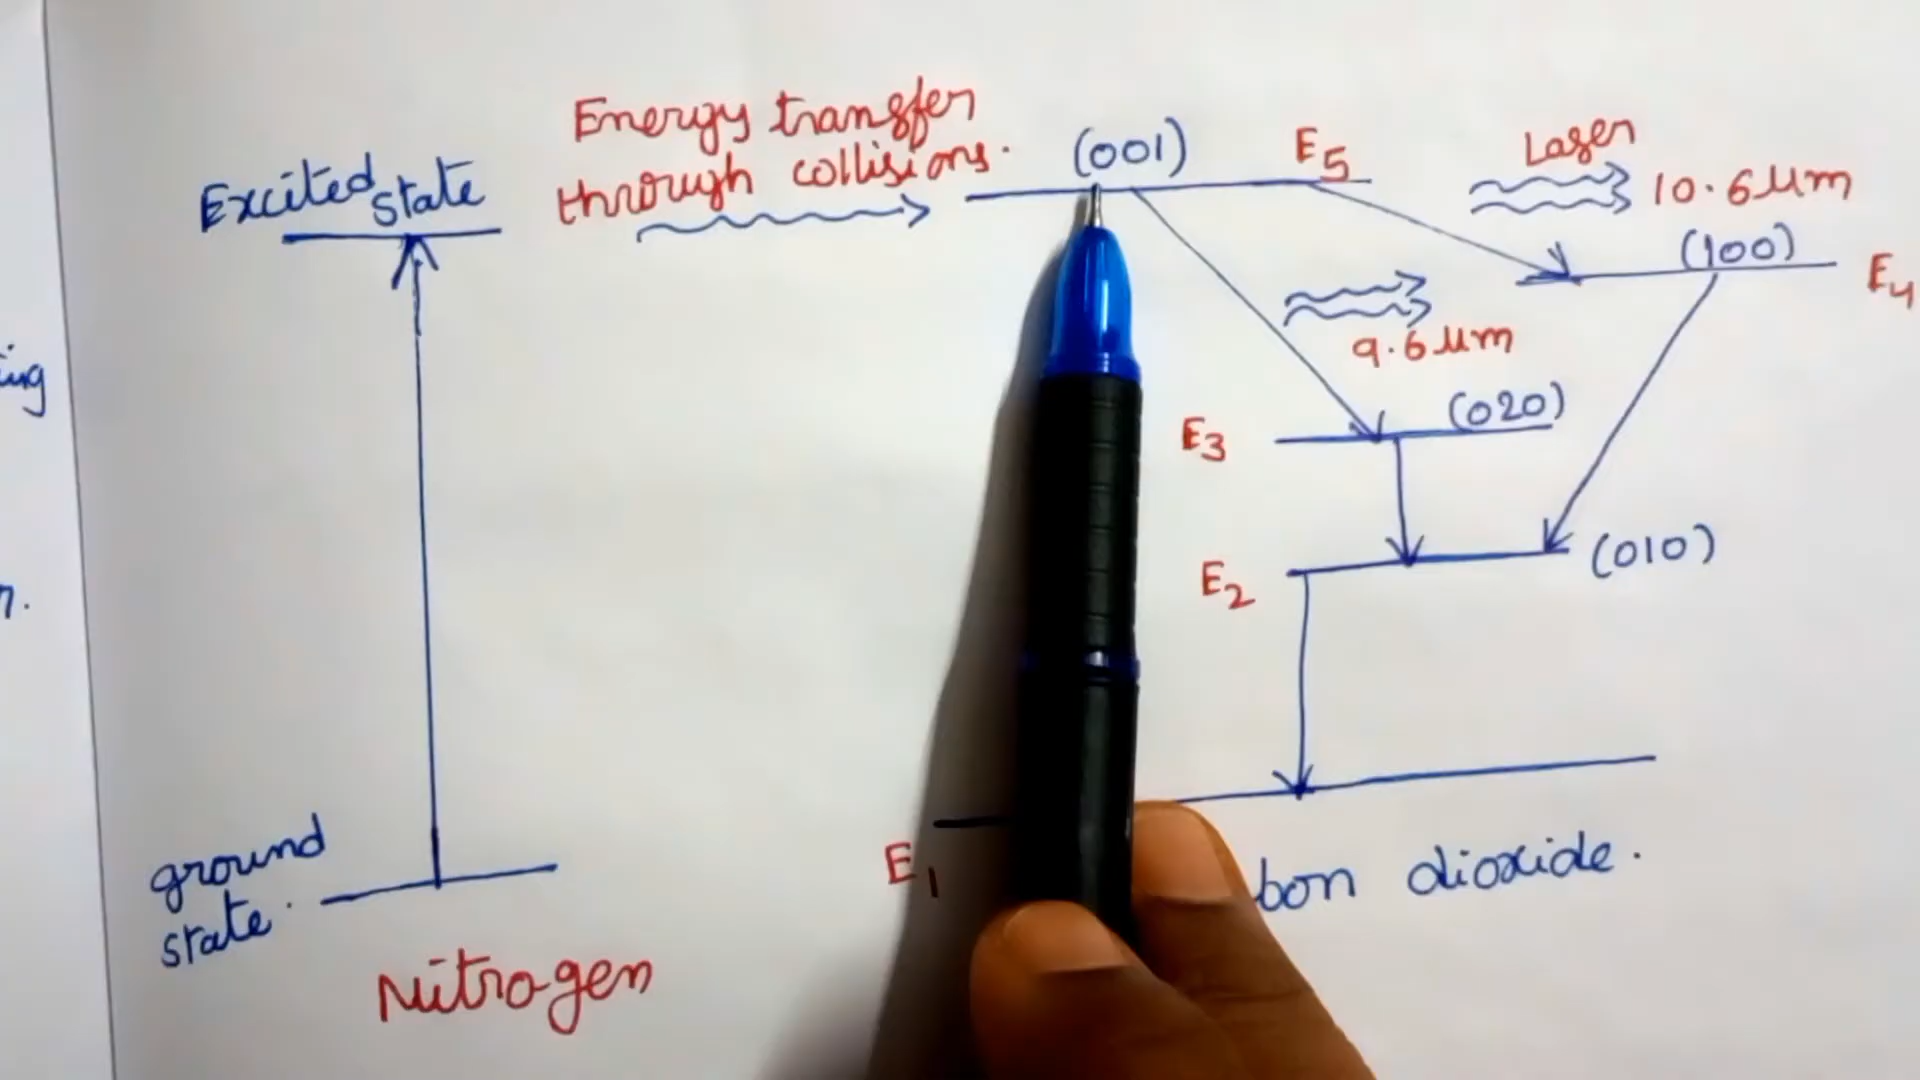 Excited state
Energy transfer
through collisions.
(001)
E5
Laser
10.6 μm
(100)
E4
9.6 μm
E3
(020)
E2
(010)
E1
bon dioxide.
ground
state.
Nitrogen